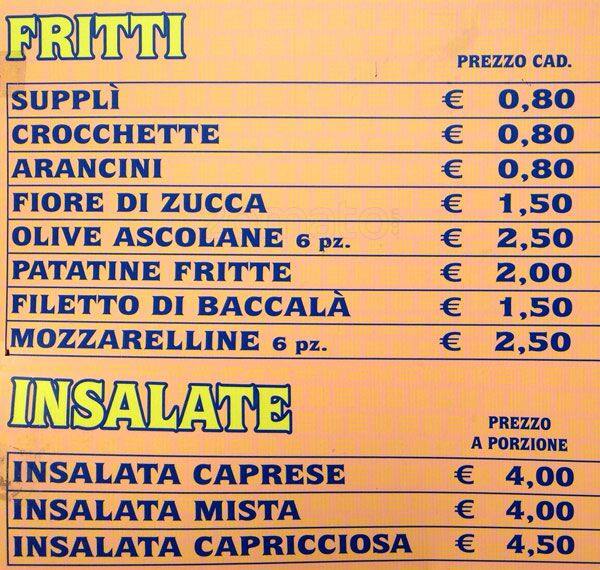 FRITTI
PREZZO CAD.
SUPPLÌ € 0,80
CROCCHETTE € 0,80
ARANCINI € 0,80
FIORE DI ZUCCA € 1,50
OLIVE ASCOLANE 6 pz. € 2,50
PATATINE FRITTE € 2,00
FILETTO DI BACCALÀ € 1,50
MOZZARELLINE 6 pz. € 2,50
INSALATE
PREZZO
A PORZIONE
INSALATA CAPRESE € 4,00
INSALATA MISTA € 4,00
INSALATA CAPRICCIOSA € 4,50